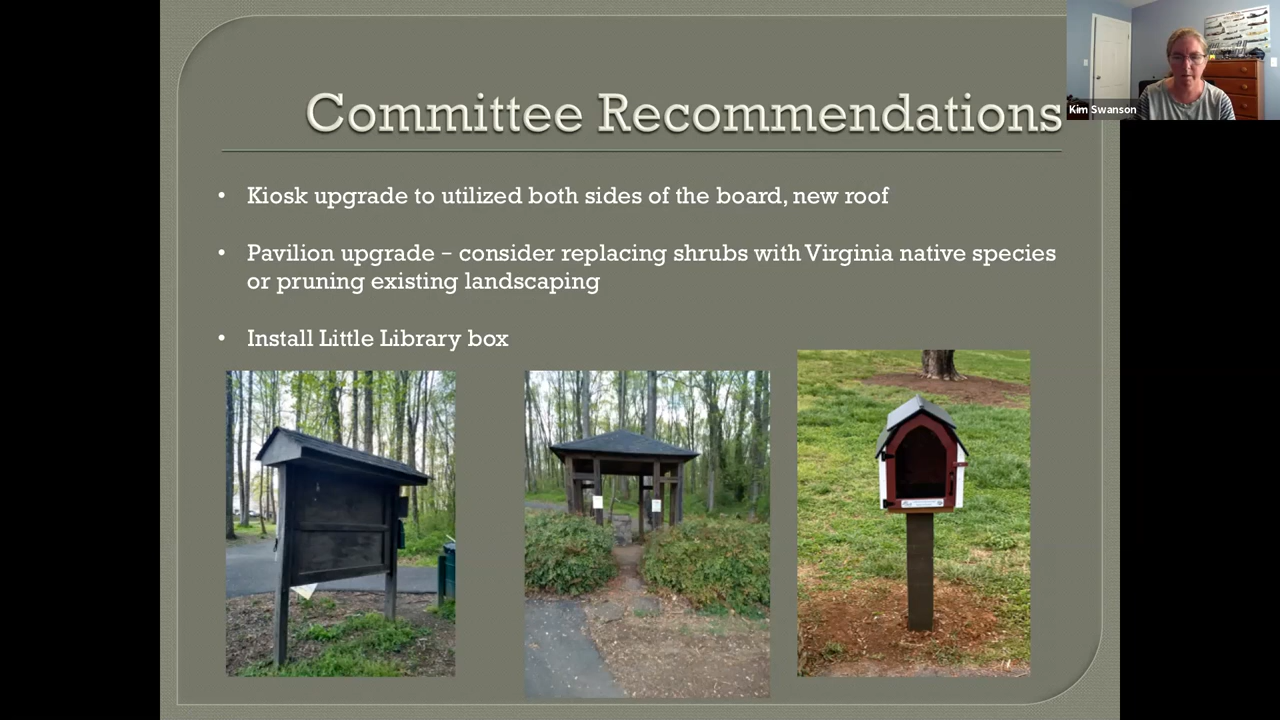 Committee Recommendations
Kim Swanson
• Kiosk upgrade to utilized both sides of the board, new roof
• Pavilion upgrade – consider replacing shrubs with Virginia native species
or pruning existing landscaping
• Install Little Library box